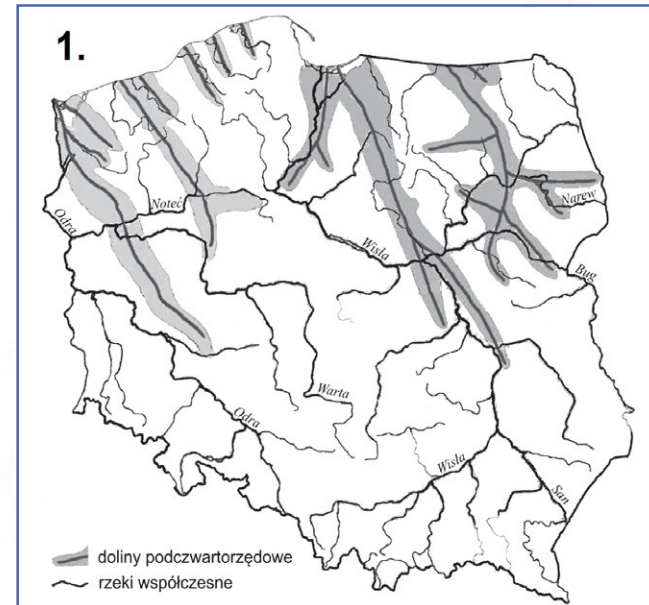 1.
Odra
Noteć
Wisła
Narew
Bug
Warta
Odra
Wisła
San
doliny podczwartorzędowe
rzeki współczesne